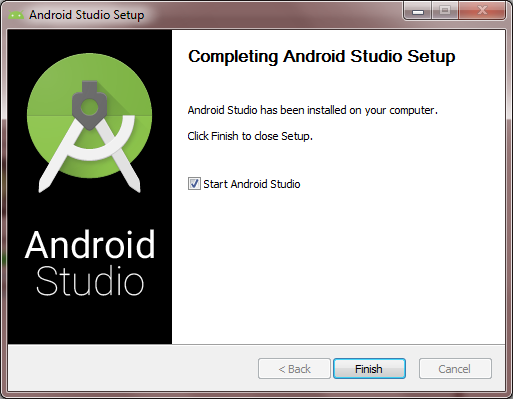 Android Studio Setup
Completing Android Studio Setup
Android Studio has been installed on your computer.
Click Finish to close Setup.
Start Android Studio
Android
Studio
< Back
Finish
Cancel